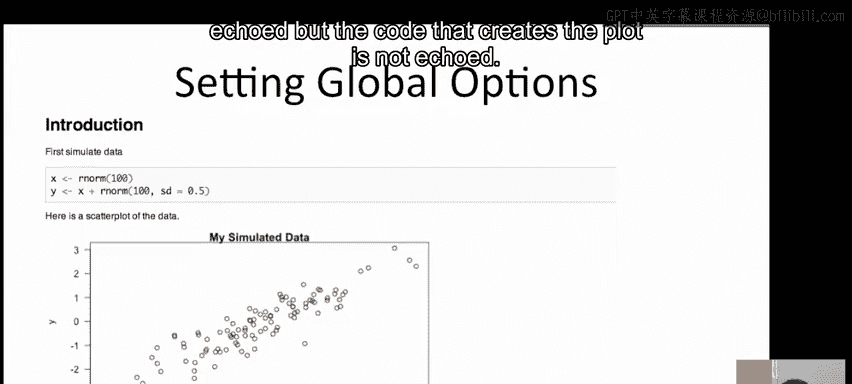 GPT中英字幕课程资源@bilibili.com
echoed but the code that creates the plot
is not echoed.
Setting Global Options
Introduction
First simulate data
x <- rnorm(100)
y <- x + rnorm(100, sd = 0.5)
Here is a scatterplot of the data.
My Simulated Data
3
2
1
0
-1
-2
y